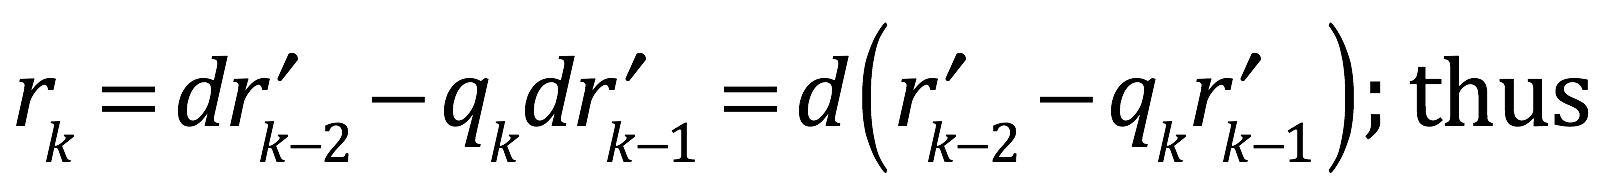 r_k = dr′_{k−2} − q_k dr′_{k−1} = d(r′_{k−2} − q_k r′_{k−1}); thus